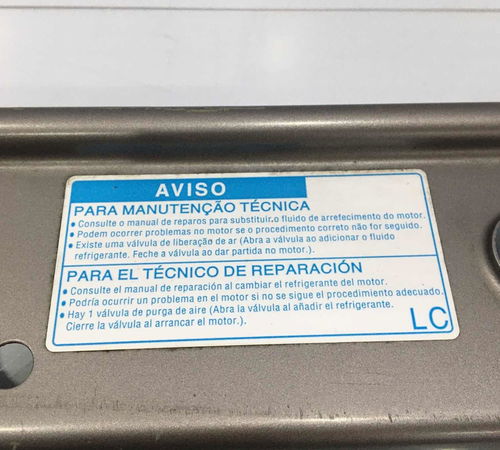 AVISO
PARA MANUTENÇÃO TÉCNICA
• Consulte o manual de reparos para substituir.o fluido de arrefecimento do motor.
• Podem ocorrer problemas no motor se o procedimento correto não for seguido.
• Existe uma válvula de liberação de ar (Abra a válvula ao adicionar o fluido
refrigerante. Feche a válvula ao dar partida no motor.).
PARA EL TÉCNICO DE REPARACIÓN
• Consulte el manual de reparación al cambiar el refrigerante del motor.
• Podría ocurrir un problema en el motor si no se sigue el procedimiento adecuado.
• Hay 1 válvula de purga de aire (Abra la válvula al añadir el refrigerante.
Cierre la válvula al arrancar el motor.).
LC